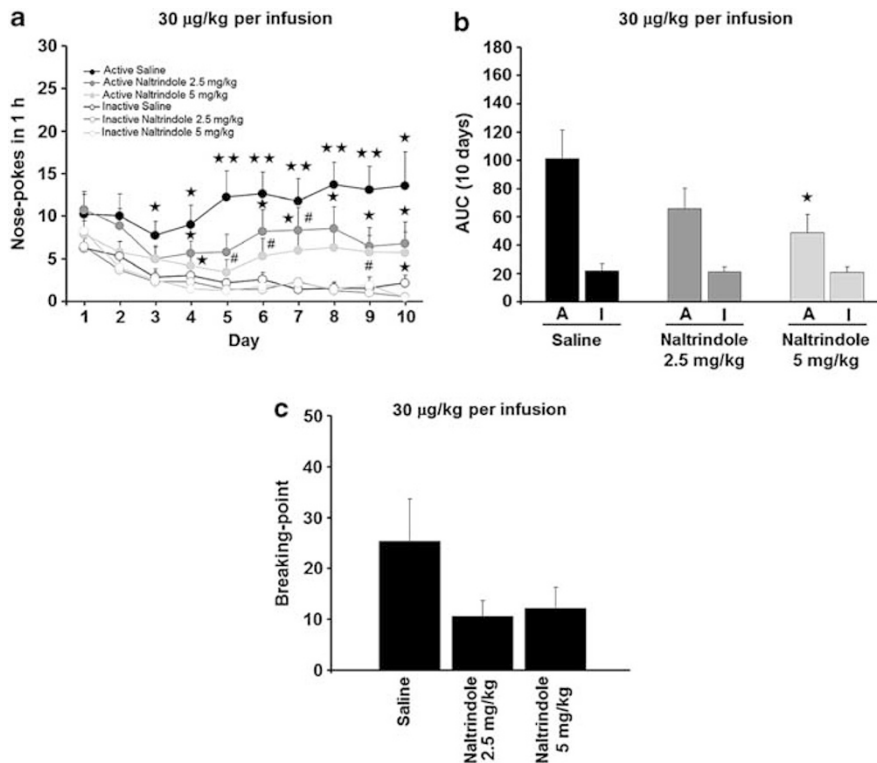 a
30 µg/kg per infusion
30
25
20
15
10
5
0
Nose-pokes in 1 h
Active Saline
Active Naltrindole 2.5 mg/kg
Active Naltrindole 5 mg/kg
Inactive Saline
Inactive Naltrindole 2.5 mg/kg
Inactive Naltrindole 5 mg/kg
★ ★ ★★ ★★ ★★ ★★ ★★ ★
★ ★ ★ ★ ★ ★ ★
# # # #
★
1 2 3 4 5 6 7 8 9 10
Day
b
30 µg/kg per infusion
180
160
140
120
100
80
60
40
20
0
AUC (10 days)
★
A I A I A I
Saline
Naltrindole
2.5 mg/kg
Naltrindole
5 mg/kg
c
30 µg/kg per infusion
50
40
30
20
10
0
Breaking-point
Saline
Naltrindole
2.5 mg/kg
Naltrindole
5 mg/kg